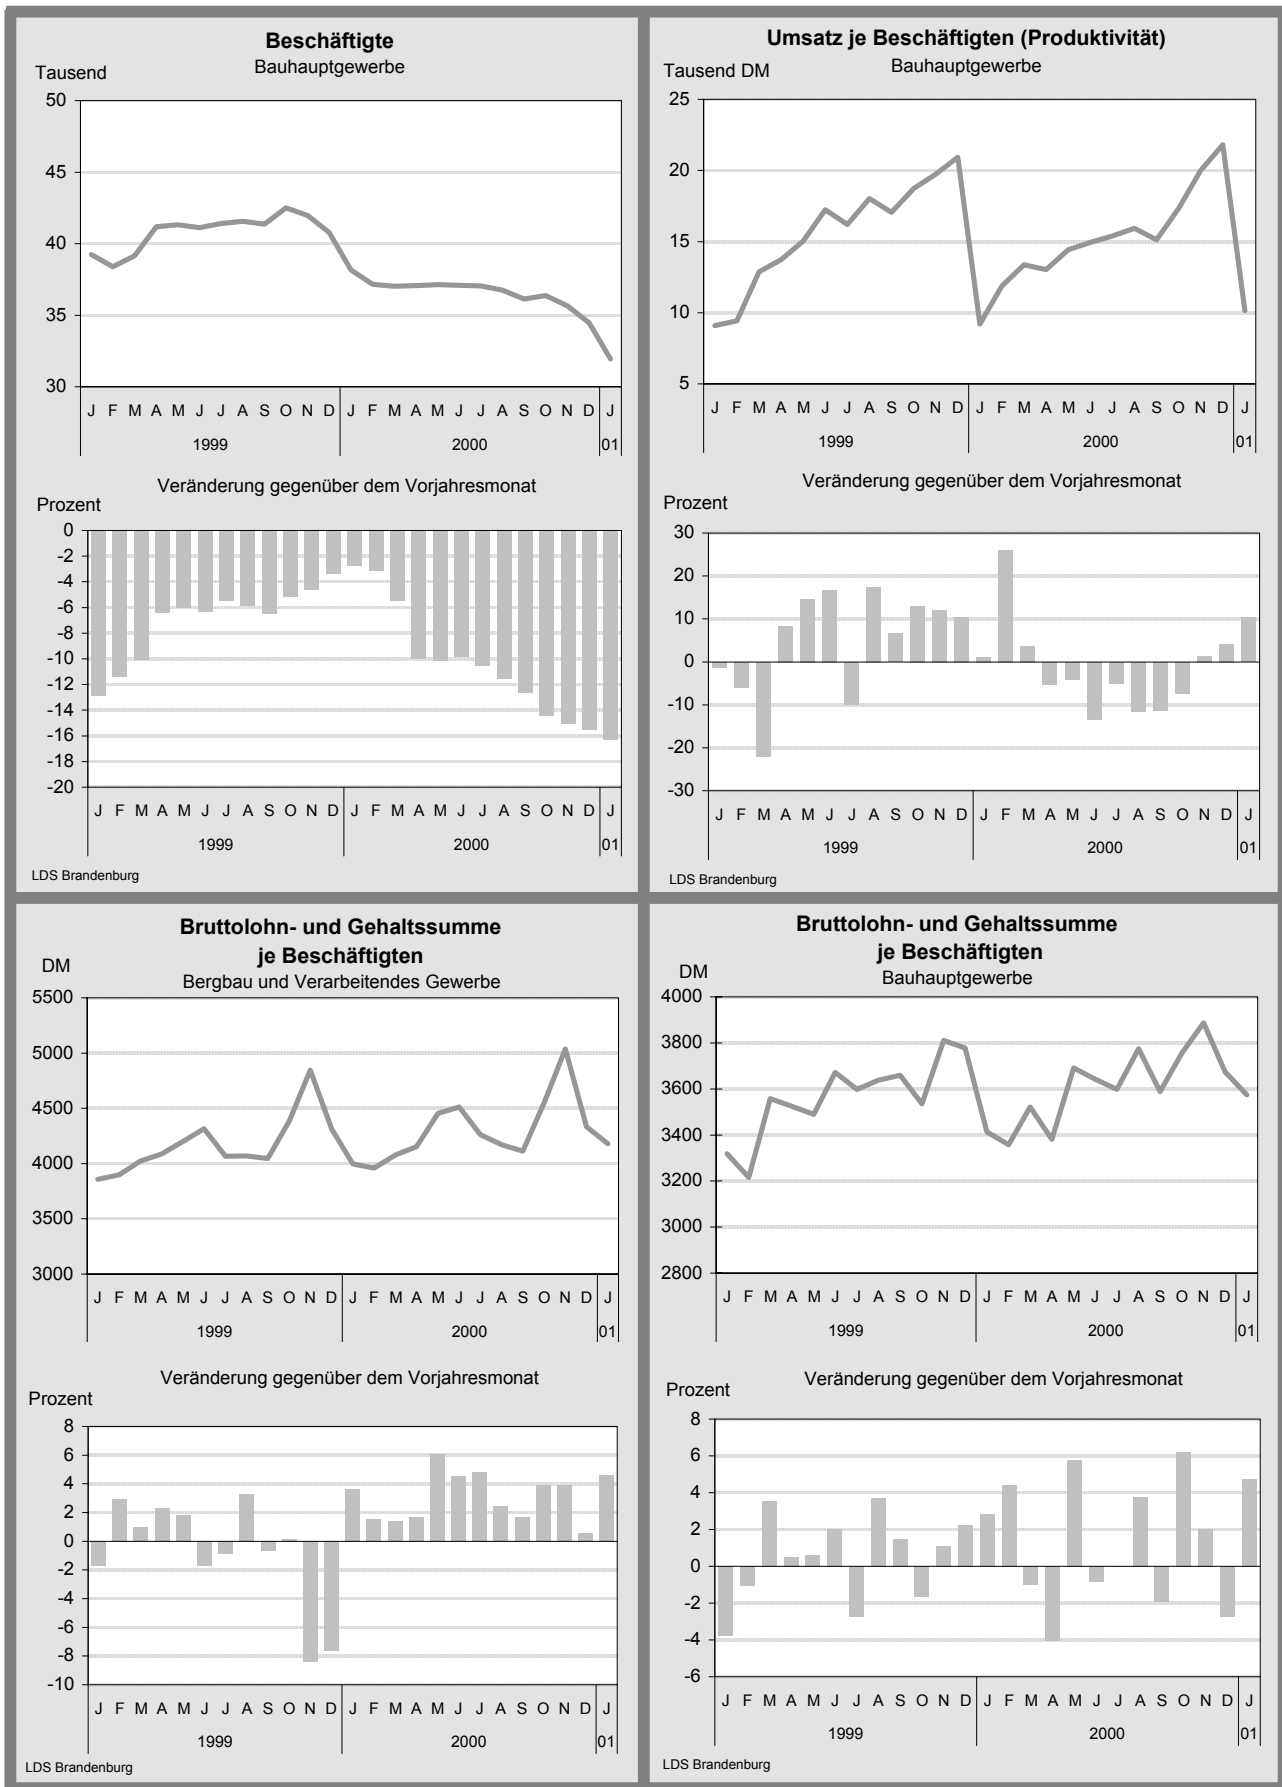 Beschäftigte
Bauhauptgewerbe
Tausend
50
45
40
35
30
J F M A M J J A S O N D J F M A M J J A S O N D J
1999 2000 01
Veränderung gegenüber dem Vorjahresmonat
Prozent
0
-2
-4
-6
-8
-10
-12
-14
-16
-18
-20
J F M A M J J A S O N D J F M A M J J A S O N D J
1999 2000 01
LDS Brandenburg
Umsatz je Beschäftigten (Produktivität)
Bauhauptgewerbe
Tausend DM
25
20
15
10
5
J F M A M J J A S O N D J F M A M J J A S O N D J
1999 2000 01
Veränderung gegenüber dem Vorjahresmonat
Prozent
30
20
10
0
-10
-20
-30
J F M A M J J A S O N D J F M A M J J A S O N D J
1999 2000 01
LDS Brandenburg
Bruttolohn- und Gehaltssumme
je Beschäftigten
DM
Bergbau und Verarbeitendes Gewerbe
5500
5000
4500
4000
3500
3000
J F M A M J J A S O N D J F M A M J J A S O N D J
1999 2000 01
Veränderung gegenüber dem Vorjahresmonat
Prozent
8
6
4
2
0
-2
-4
-6
-8
-10
J F M A M J J A S O N D J F M A M J J A S O N D J
1999 2000 01
LDS Brandenburg
Bruttolohn- und Gehaltssumme
je Beschäftigten
DM
Bauhauptgewerbe
4000
3800
3600
3400
3200
3000
2800
J F M A M J J A S O N D J F M A M J J A S O N D J
1999 2000 01
Veränderung gegenüber dem Vorjahresmonat
Prozent
8
6
4
2
0
-2
-4
-6
J F M A M J J A S O N D J F M A M J J A S O N D J
1999 2000 01
LDS Brandenburg